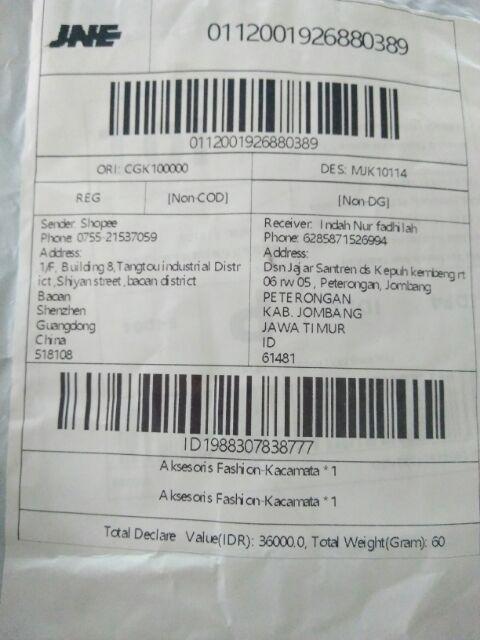 JNE
0112001926880389
0112001926880389
ORI: CGK100000
DES: MJK10114
REG
[Non-COD]
[Non-DG]
Sender: Shopee
Phone: 0755-21537059
Address:
1/F, Building 8, Tangtou industrial Distr
ict, Shiyan street, baoan district
Baoan
Shenzhen
Guangdong
China
518108
Receiver: Indah Nur fadhilah
Phone: 6285871526994
Address:
Dsn Jajar Santren ds Kepuh kembeng rt
06 rw 05 , Peterongan, Jombang
PETERONGAN
KAB. JOMBANG
JAWA TIMUR
ID
61481
ID1988307838777
Aksesoris Fashion-Kacamata * 1
Aksesoris Fashion-Kacamata * 1
Total Declare Value(IDR): 36000.0, Total Weight(Gram): 60